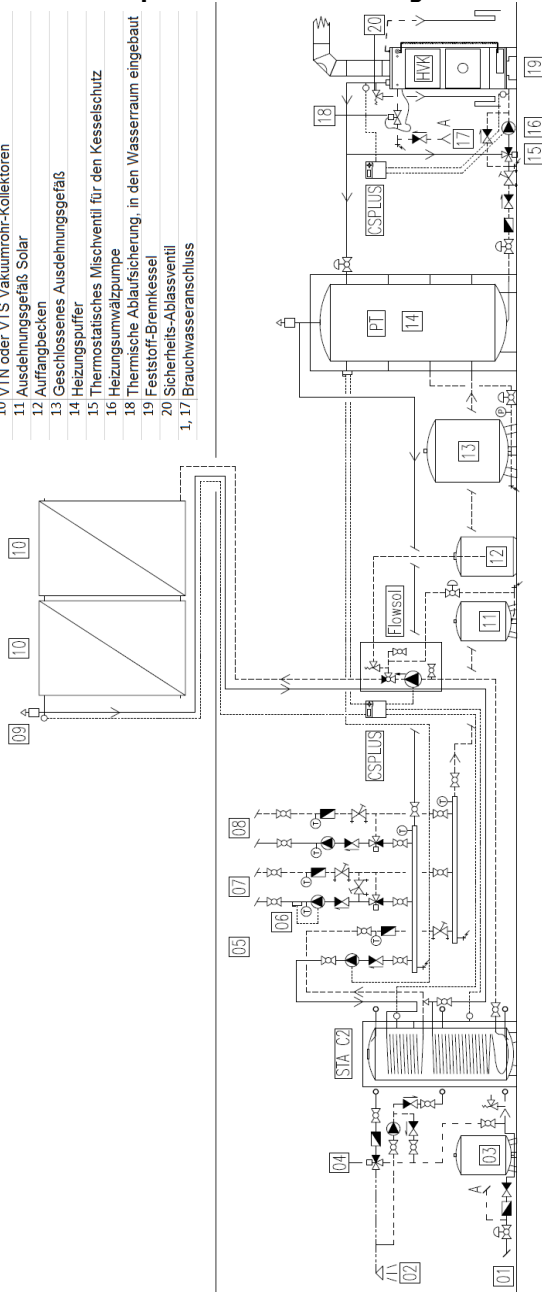 10 VTN oder VTS Vakuumrohr-Kollektoren
11 Ausdehnungsgefäß Solar
12 Auffangbecken
13 Geschlossenes Ausdehnungsgefäß
14 Heizungspuffer
15 Thermostatisches Mischventil für den Kesselschutz
16 Heizungsumwälzpumpe
18 Thermische Ablaufsicherung, in den Wasserraum eingebaut
19 Feststoff-Brennkessel
20 Sicherheits-Ablassventil
1, 17 Brauchwasseranschluss
09
10
10
01
02
03
04
A
STA C2
05
06
07
08
T
T
T
T
T
T
T
CSPLUS
Flowsol
11
12
13
P
PT
14
CSPLUS
18
17
A
20
HVK
15
16
19